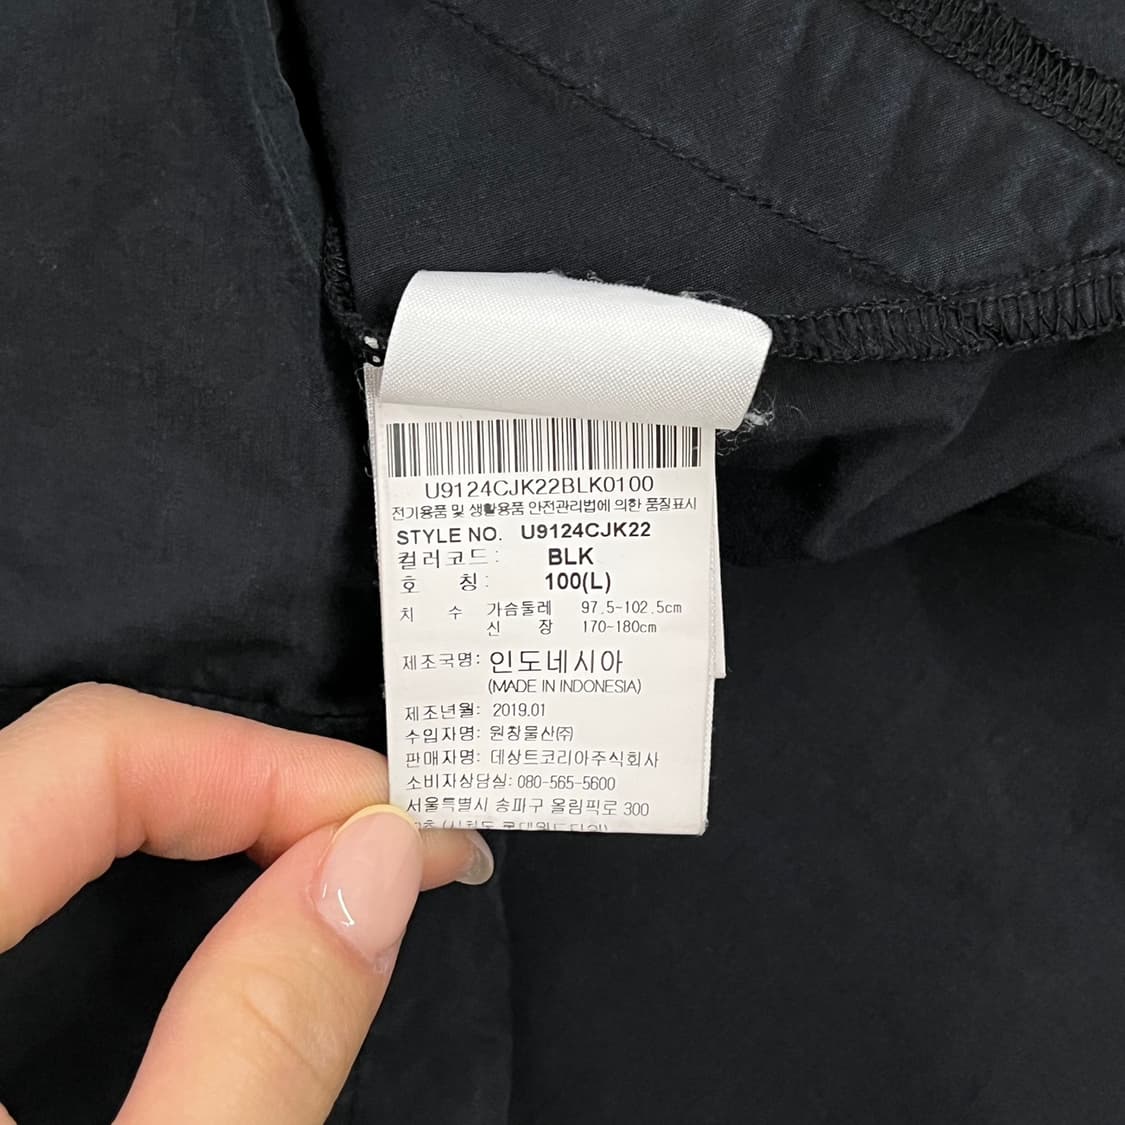 U9124CJK22BLK0100
전기용품 및 생활용품 안전관리법에 의한 품질표시
STYLE NO. U9124CJK22
컬러코드: BLK
호 칭: 100(L)
치 수 가슴둘레 97.5~102.5cm
신 장 170~180cm
제조국명: 인도네시아
(MADE IN INDONESIA)
제조년월: 2019.01
수입자명: 원창물산㈜
판매자명: 데상트코리아주식회사
소비자상담실: 080-565-5600
서울특별시 송파구 올림픽로 300